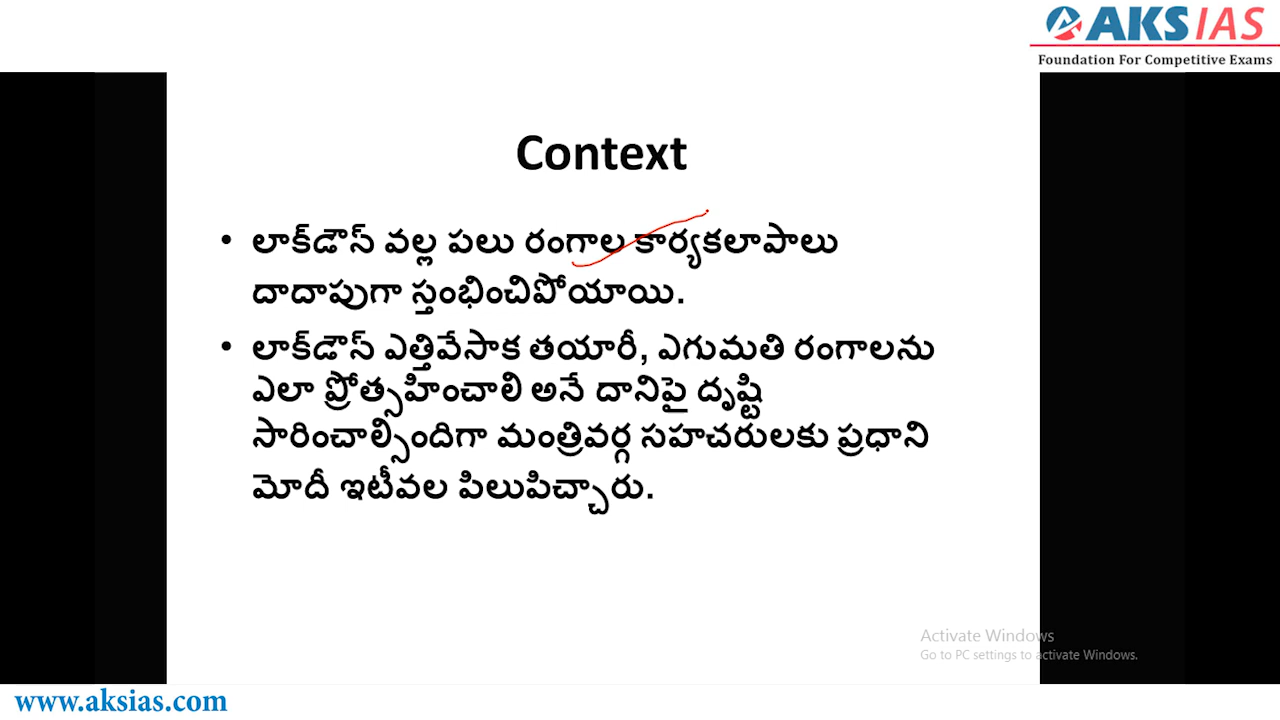 AKS IAS
Foundation For Competitive Exams
Context
• లాక్‌డౌన్ వల్ల పలు రంగాల కార్యకలాపాలు
దాదాపుగా స్తంభించిపోయాయి.
• లాక్‌డౌన్ ఎత్తివేసాక తయారీ, ఎగుమతి రంగాలను
ఎలా ప్రోత్సహించాలి అనే దానిపై దృష్టి
సారించాల్సిందిగా మంత్రివర్గ సహచరులకు ప్రధాని
మోదీ ఇటీవల పిలుపిచ్చారు.
Activate Windows
Go to PC settings to activate Windows.
www.aksias.com